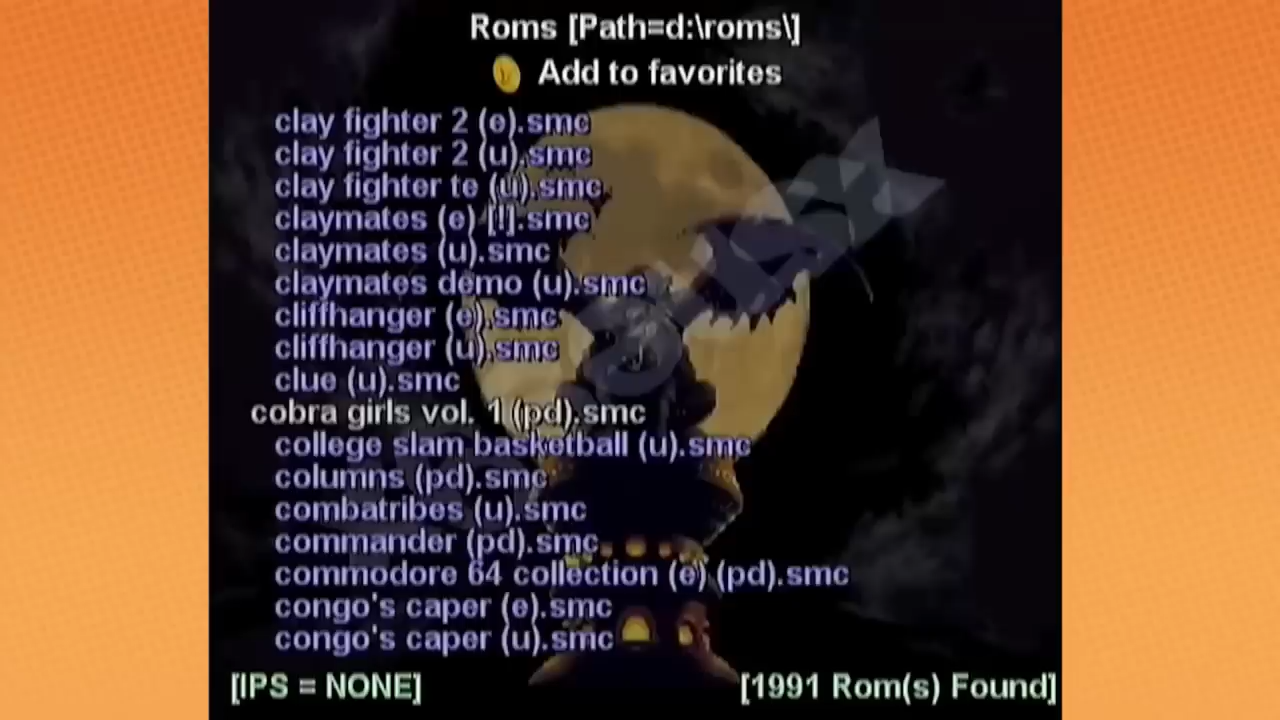 Roms [Path=d:\roms\]
Add to favorites
clay fighter 2 (e).smc
clay fighter 2 (u).smc
clay fighter te (u).smc
claymates (e) [!].smc
claymates (u).smc
claymates demo (u).smc
cliffhanger (e).smc
cliffhanger (u).smc
clue (u).smc
cobra girls vol. 1 (pd).smc
college slam basketball (u).smc
columns (pd).smc
combatribes (u).smc
commander (pd).smc
commodore 64 collection (e) (pd).smc
congo's caper (e).smc
congo's caper (u).smc
[IPS = NONE]
[1991 Rom(s) Found]